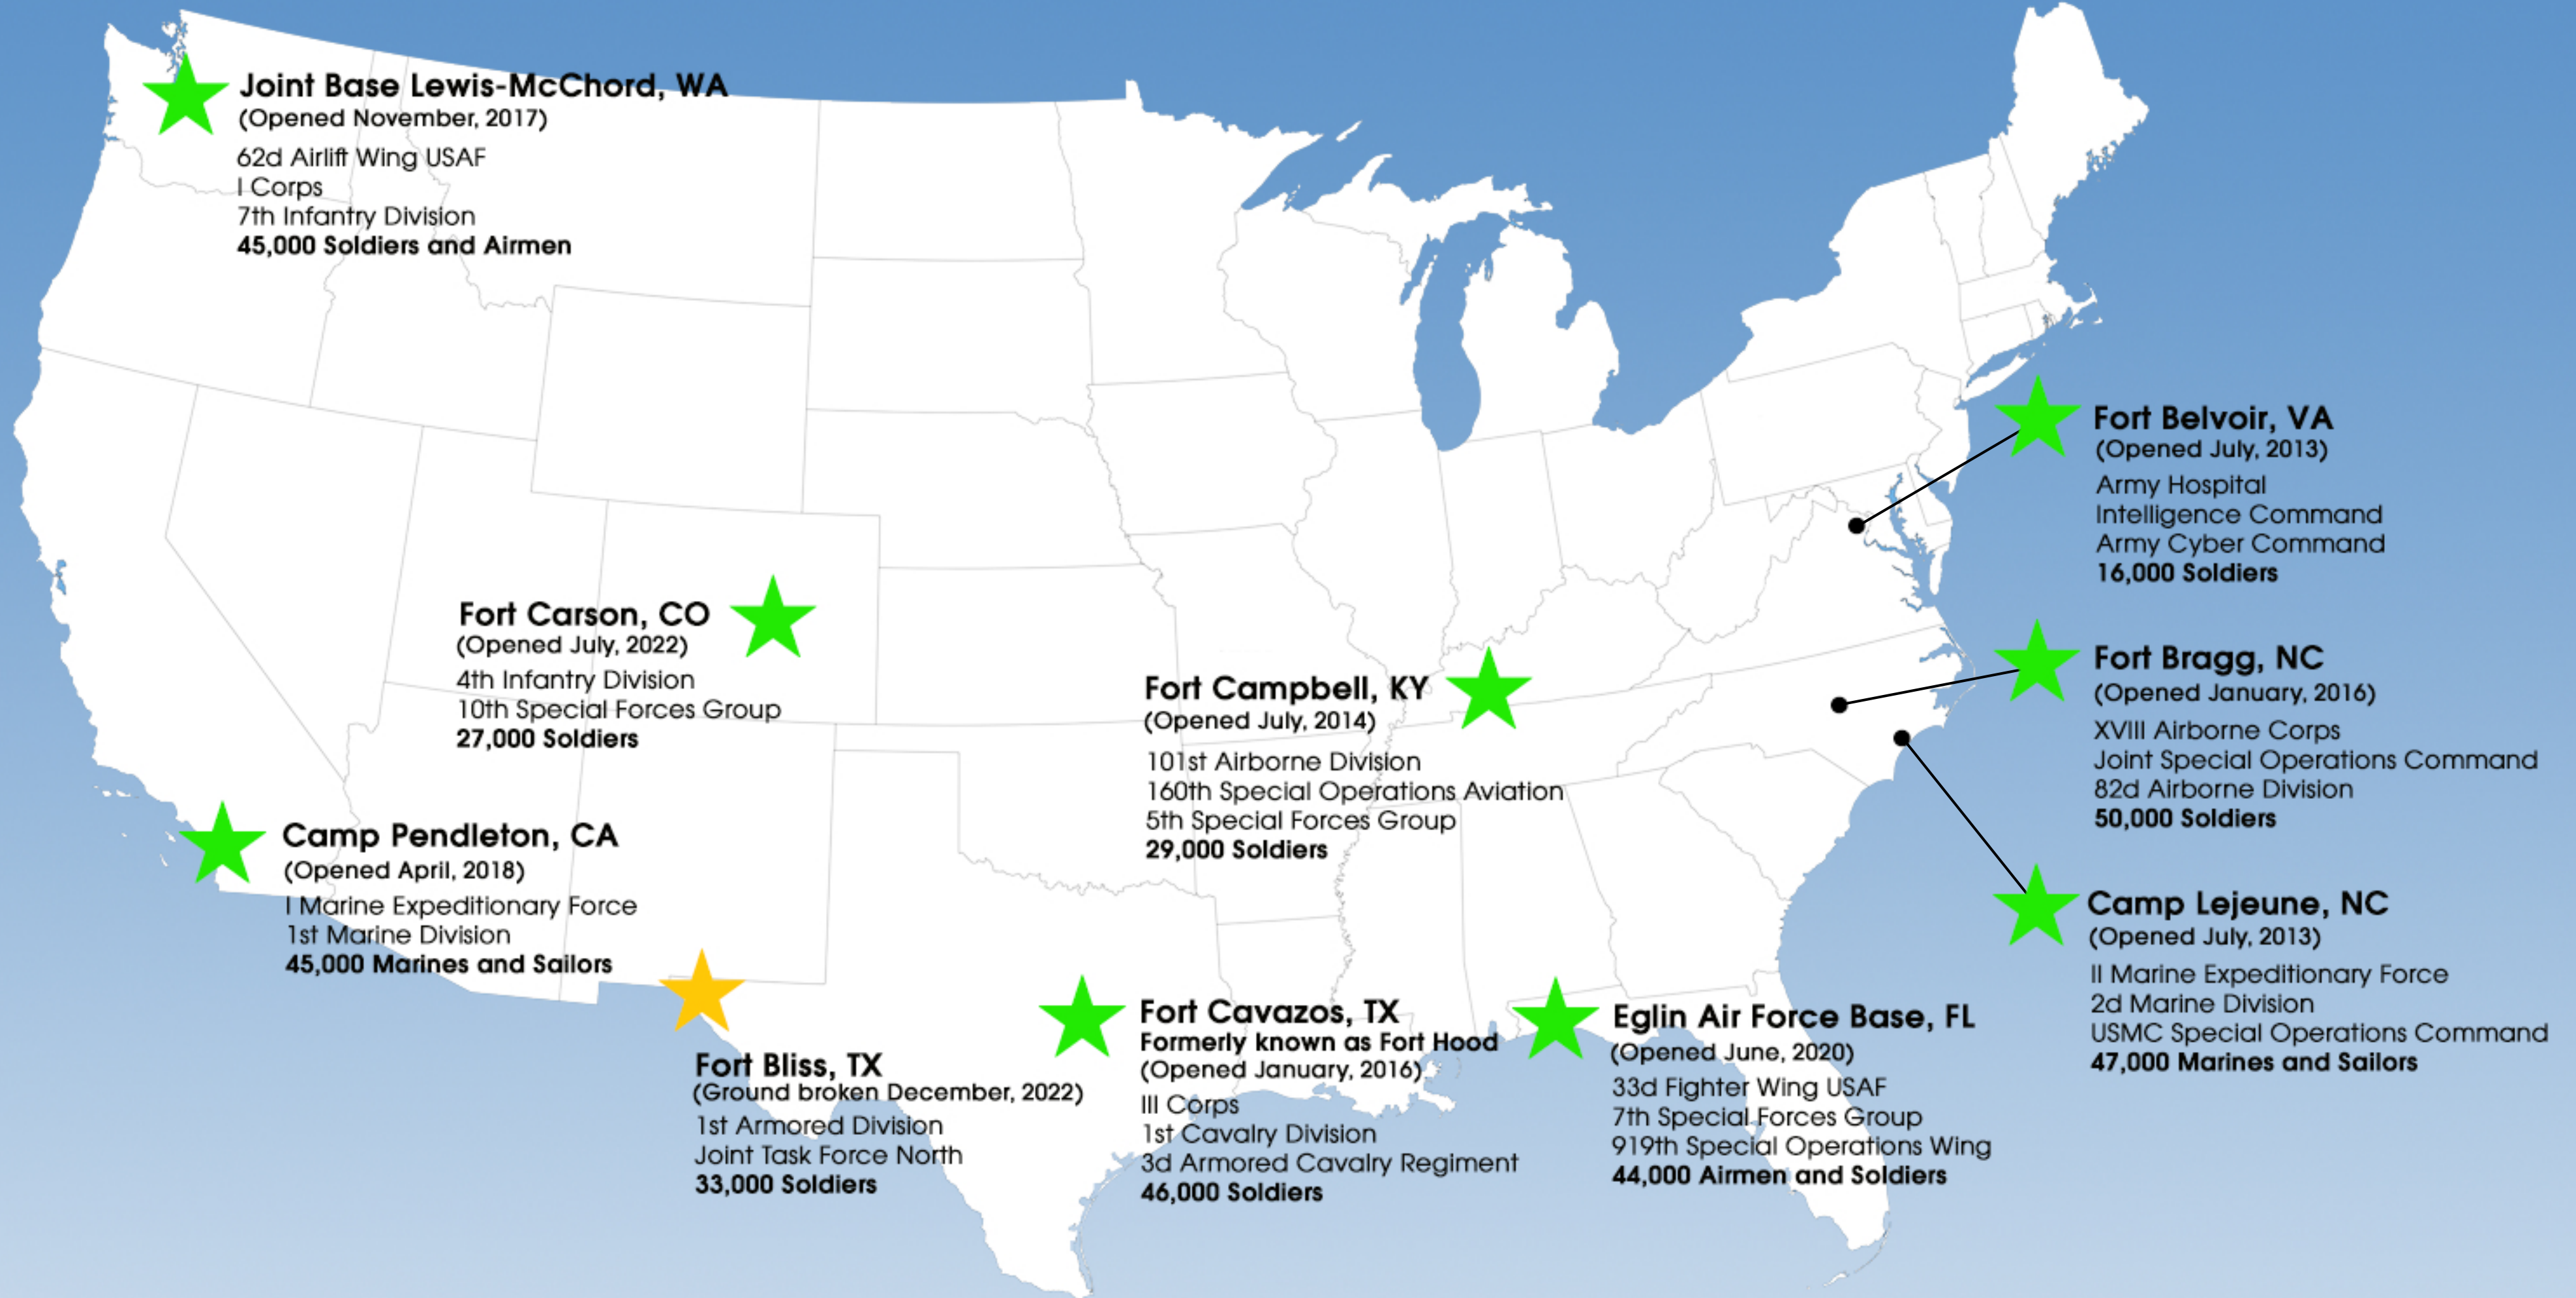 Joint Base Lewis-McChord, WA
(Opened November, 2017)
62d Airlift Wing USAF
I Corps
7th Infantry Division
45,000 Soldiers and Airmen
Fort Carson, CO
(Opened July, 2022)
4th Infantry Division
10th Special Forces Group
27,000 Soldiers
Camp Pendleton, CA
(Opened April, 2018)
I Marine Expeditionary Force
1st Marine Division
45,000 Marines and Sailors
Fort Bliss, TX
(Ground broken December, 2022)
1st Armored Division
Joint Task Force North
33,000 Soldiers
Fort Campbell, KY
(Opened July, 2014)
101st Airborne Division
160th Special Operations Aviation
5th Special Forces Group
29,000 Soldiers
Fort Cavazos, TX
Formerly known as Fort Hood
(Opened January, 2016)
III Corps
1st Cavalry Division
3d Armored Cavalry Regiment
46,000 Soldiers
Eglin Air Force Base, FL
(Opened June, 2020)
33d Fighter Wing USAF
7th Special Forces Group
919th Special Operations Wing
44,000 Airmen and Soldiers
Fort Belvoir, VA
(Opened July, 2013)
Army Hospital
Intelligence Command
Army Cyber Command
16,000 Soldiers
Fort Bragg, NC
(Opened January, 2016)
XVIII Airborne Corps
Joint Special Operations Command
82d Airborne Division
50,000 Soldiers
Camp Lejeune, NC
(Opened July, 2013)
II Marine Expeditionary Force
2d Marine Division
USMC Special Operations Command
47,000 Marines and Sailors